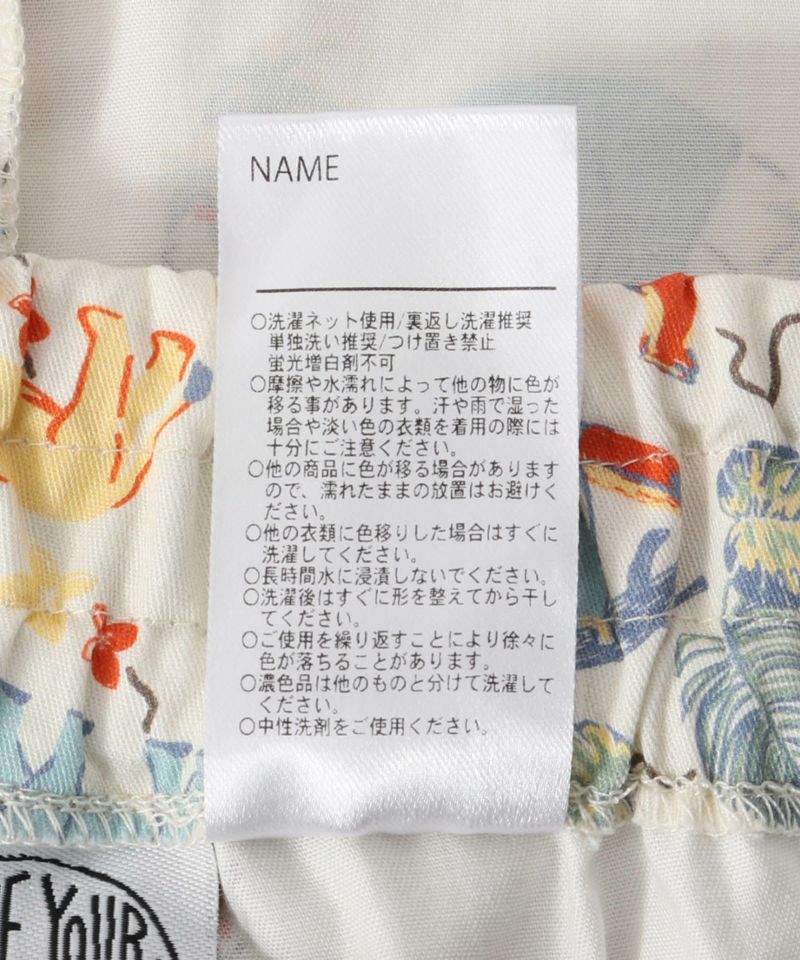 NAME
〇洗濯ネット使用/裏返し洗濯推奨
単独洗い推奨/つけ置き禁止
蛍光増白剤不可
〇摩擦や水濡れによって他の物に色が
移る事があります。汗や雨で湿った
場合や淡い色の衣類を着用の際には
十分にご注意ください。
〇他の商品に色が移る場合があります
ので、濡れたままの放置はお避けく
ださい。
〇他の衣類に色移りした場合はすぐに
洗濯してください。
〇長時間水に浸漬しないでください。
〇洗濯後はすぐに形を整えてから干し
てください。
〇ご使用を繰り返すことにより徐々に
色が落ちることがあります。
〇濃色品は他のものと分けて洗濯して
ください。
〇中性洗剤をご使用ください。
YOUR